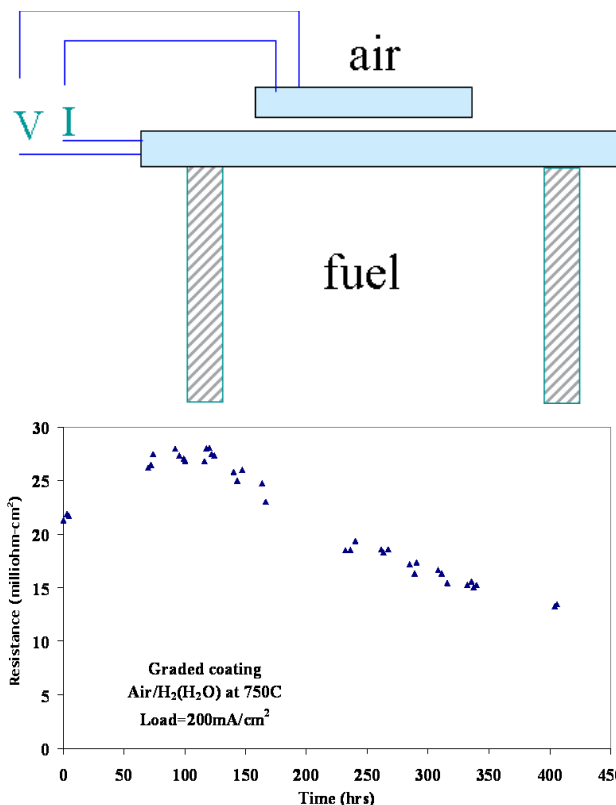 air
V I
fuel
30
25
20
15
10
5
0
Resistance (milliohm-cm²)
Graded coating
Air/H₂(H₂O) at 750C
Load=200mA/cm²
0 50 100 150 200 250 300 350 400 450
Time (hrs)